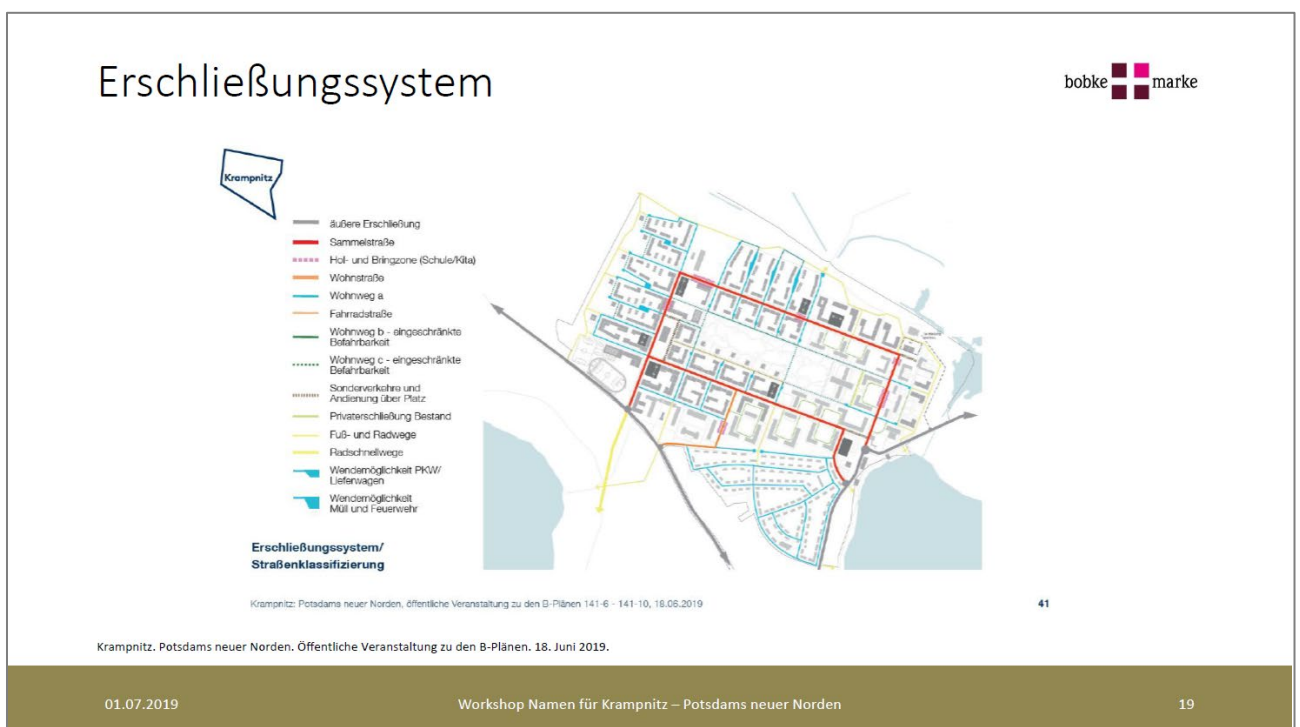 Erschließungssystem
bobke marke
Krampnitz
äußere Erschließung
Sammelstraße
Hol- und Bringzone (Schule/Kita)
Wohnstraße
Wohnweg a
Fahrradstraße
Wohnweg b - eingeschränkte
Befahrbarkeit
Wohnweg c - eingeschränkte
Befahrbarkeit
Sonderverkehre und
Andienung über Platz
Privaterschließung Bestand
Fuß- und Radwege
Radschnellwege
Wendemöglichkeit PKW/
Lieferwagen
Wendemöglichkeit
Müll und Feuerwehr
Erschließungssystem/
Straßenklassifizierung
Krampnitz: Potsdams neuer Norden, öffentliche Veranstaltung zu den B-Plänen 141-6 - 141-10, 18.06.2019
41
Krampnitz. Potsdams neuer Norden. Öffentliche Veranstaltung zu den B-Plänen. 18. Juni 2019.
01.07.2019
Workshop Namen für Krampnitz – Potsdams neuer Norden
19